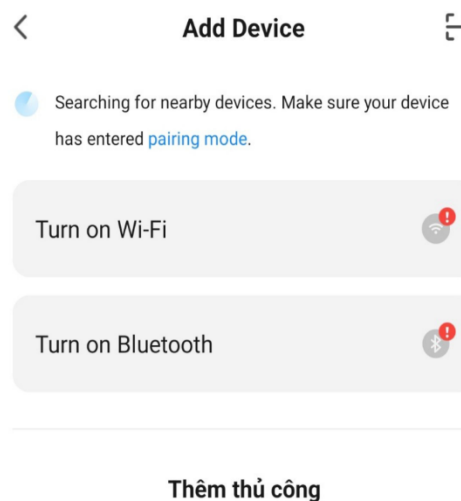 Add Device
Searching for nearby devices. Make sure your device
has entered pairing mode.
Turn on Wi-Fi
Turn on Bluetooth
Thêm thủ công